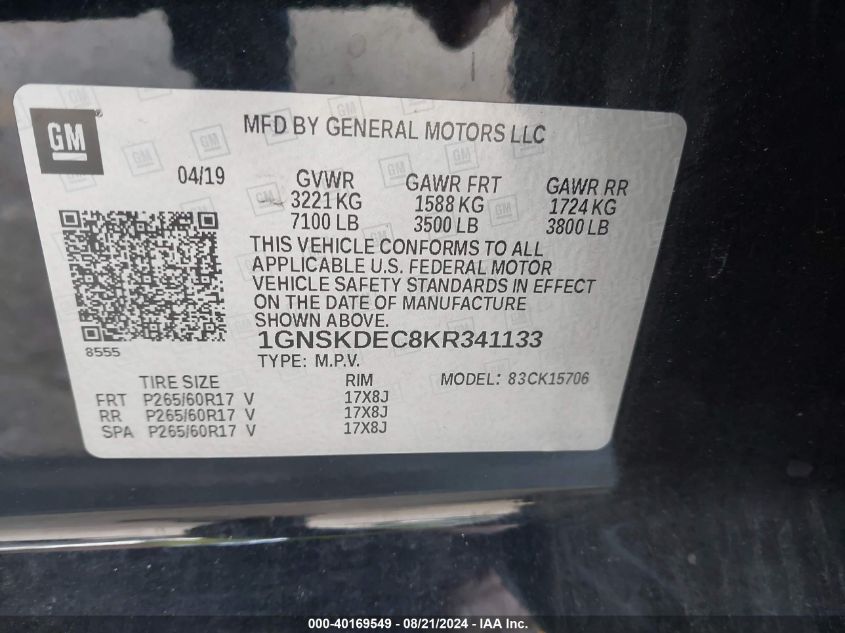 GM
MFD BY GENERAL MOTORS LLC
04/19
GVWR GAWR FRT GAWR RR
3221 KG 1588 KG 1724 KG
7100 LB 3500 LB 3800 LB
THIS VEHICLE CONFORMS TO ALL
APPLICABLE U.S. FEDERAL MOTOR
VEHICLE SAFETY STANDARDS IN EFFECT
ON THE DATE OF MANUFACTURE
SHOWN ABOVE.
1GNSKDEC8KR341133
8555
TYPE: M.P.V.
TIRE SIZE RIM MODEL: 83CK15706
FRT P265/60R17 V 17X8J
RR P265/60R17 V 17X8J
SPA P265/60R17 V 17X8J
000-40169549 - 08/21/2024 - IAA Inc.